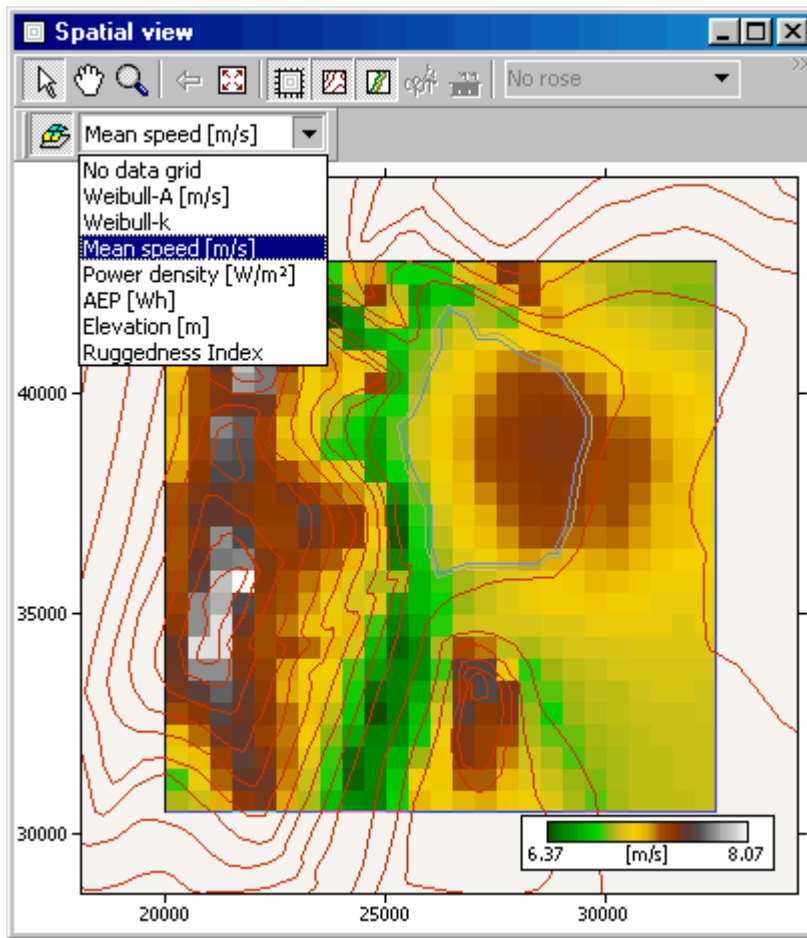 Spatial view
No rose
Mean speed [m/s]
No data grid
Weibull-A [m/s]
Weibull-k
Mean speed [m/s]
Power density [W/m²]
AEP [Wh]
Elevation [m]
Ruggedness Index
40000
35000
30000
6.37 [m/s] 8.07
20000 25000 30000